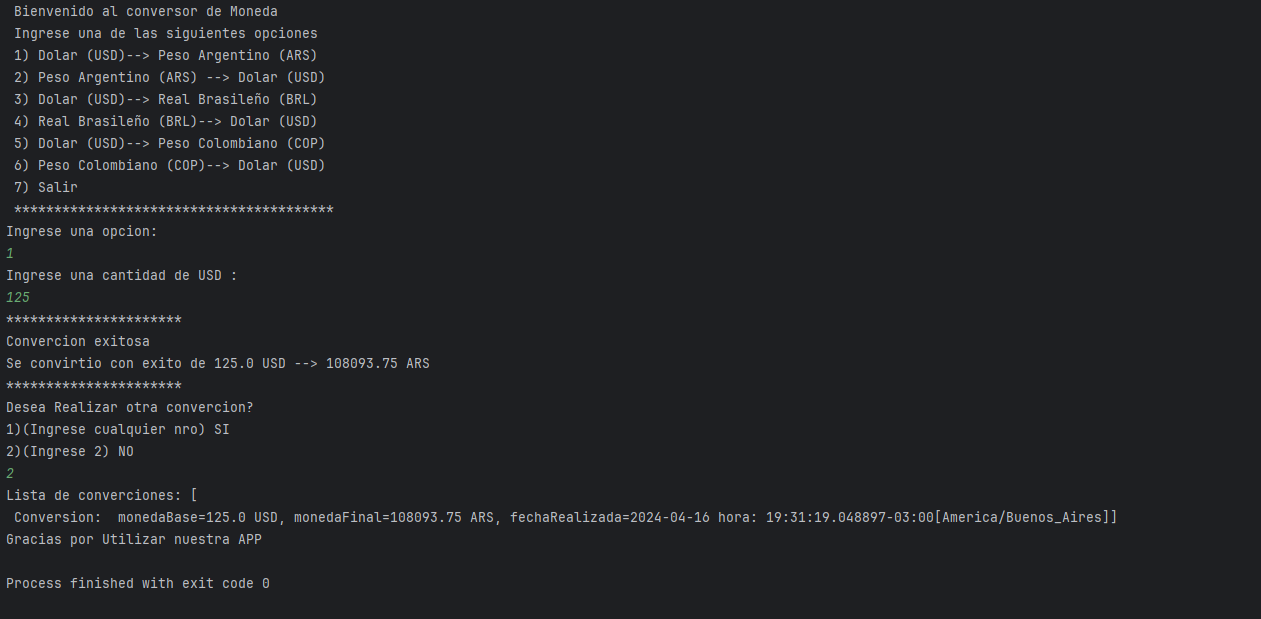 Bienvenido al conversor de Moneda
Ingrese una de las siguientes opciones
1) Dolar (USD)--> Peso Argentino (ARS)
2) Peso Argentino (ARS) --> Dolar (USD)
3) Dolar (USD)--> Real Brasileño (BRL)
4) Real Brasileño (BRL)--> Dolar (USD)
5) Dolar (USD)--> Peso Colombiano (COP)
6) Peso Colombiano (COP)--> Dolar (USD)
7) Salir
****************************************
Ingrese una opcion:
1
Ingrese una cantidad de USD :
125
**********************
Convercion exitosa
Se convirtio con exito de 125.0 USD --> 108093.75 ARS
**********************
Desea Realizar otra convercion?
1)(Ingrese cualquier nro) SI
2)(Ingrese 2) NO
2
Lista de converciones: [
Conversion:  monedaBase=125.0 USD, monedaFinal=108093.75 ARS, fechaRealizada=2024-04-16 hora: 19:31:19.048897-03:00[America/Buenos_Aires]]
Gracias por Utilizar nuestra APP
Process finished with exit code 0